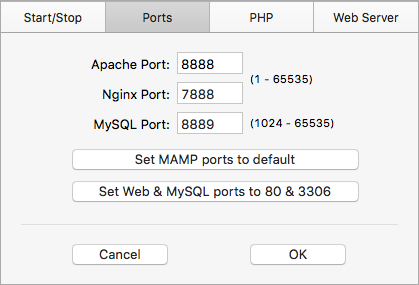 Start/Stop Ports PHP Web Server
Apache Port: 8888
(1 - 65535)
Nginx Port: 7888
MySQL Port: 8889 (1024 - 65535)
Set MAMP ports to default
Set Web & MySQL ports to 80 & 3306
Cancel OK